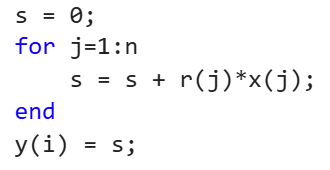 s = 0;
for j=1:n
    s = s + r(j)*x(j);
end
y(i) = s;